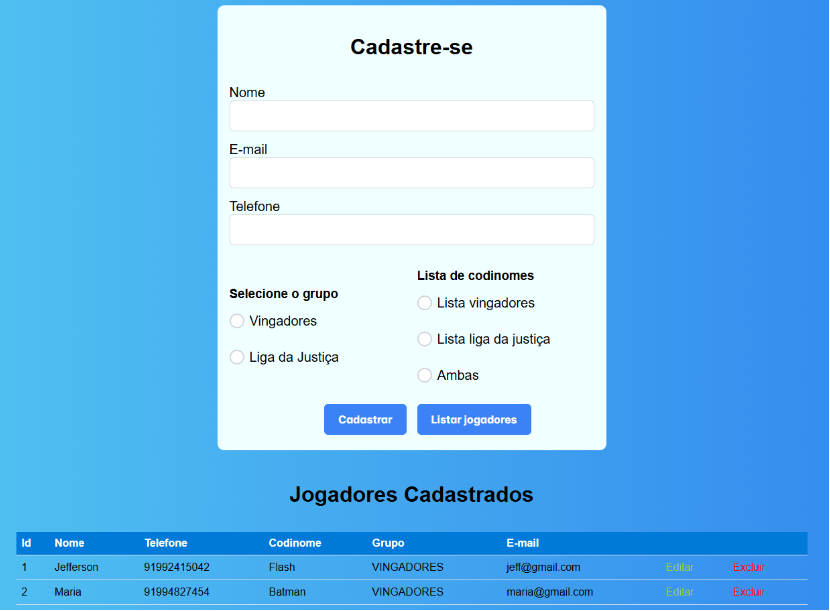 Cadastre-se
Nome
E-mail
Telefone
Selecione o grupo
Vingadores
Liga da Justiça
Lista de codinomes
Lista vingadores
Lista liga da justiça
Ambas
Cadastrar Listar jogadores
Jogadores Cadastrados
Id Nome Telefone Codinome Grupo E-mail
1 Jefferson 91992415042 Flash VINGADORES jeff@gmail.com Editar Excluir
2 Maria 91994827454 Batman VINGADORES maria@gmail.com Editar Excluir